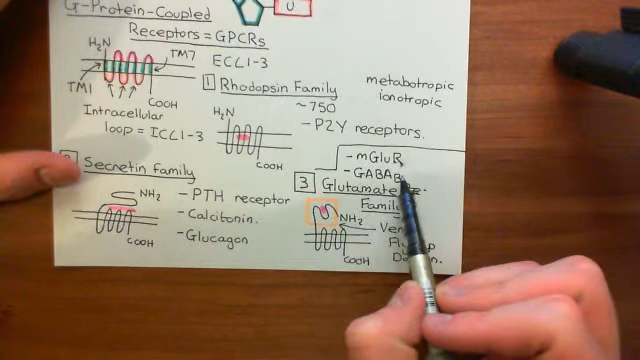 G-Protein-Coupled
U
Receptors = GPCRs
H₂N
TM7
ECL1-3
TM1
COOH
Intracellular
loop = ICL1-3
1 Rhodopsin Family
~750
- P2Y receptors.
H₂N
COOH
metabotropic
ionotropic
Secretin Family
NH₂
COOH
- PTH receptor
- Calcitonin.
- Glucagon
- mGluR
- GABAB
3 Glutamate
Family
NH₂
COOH